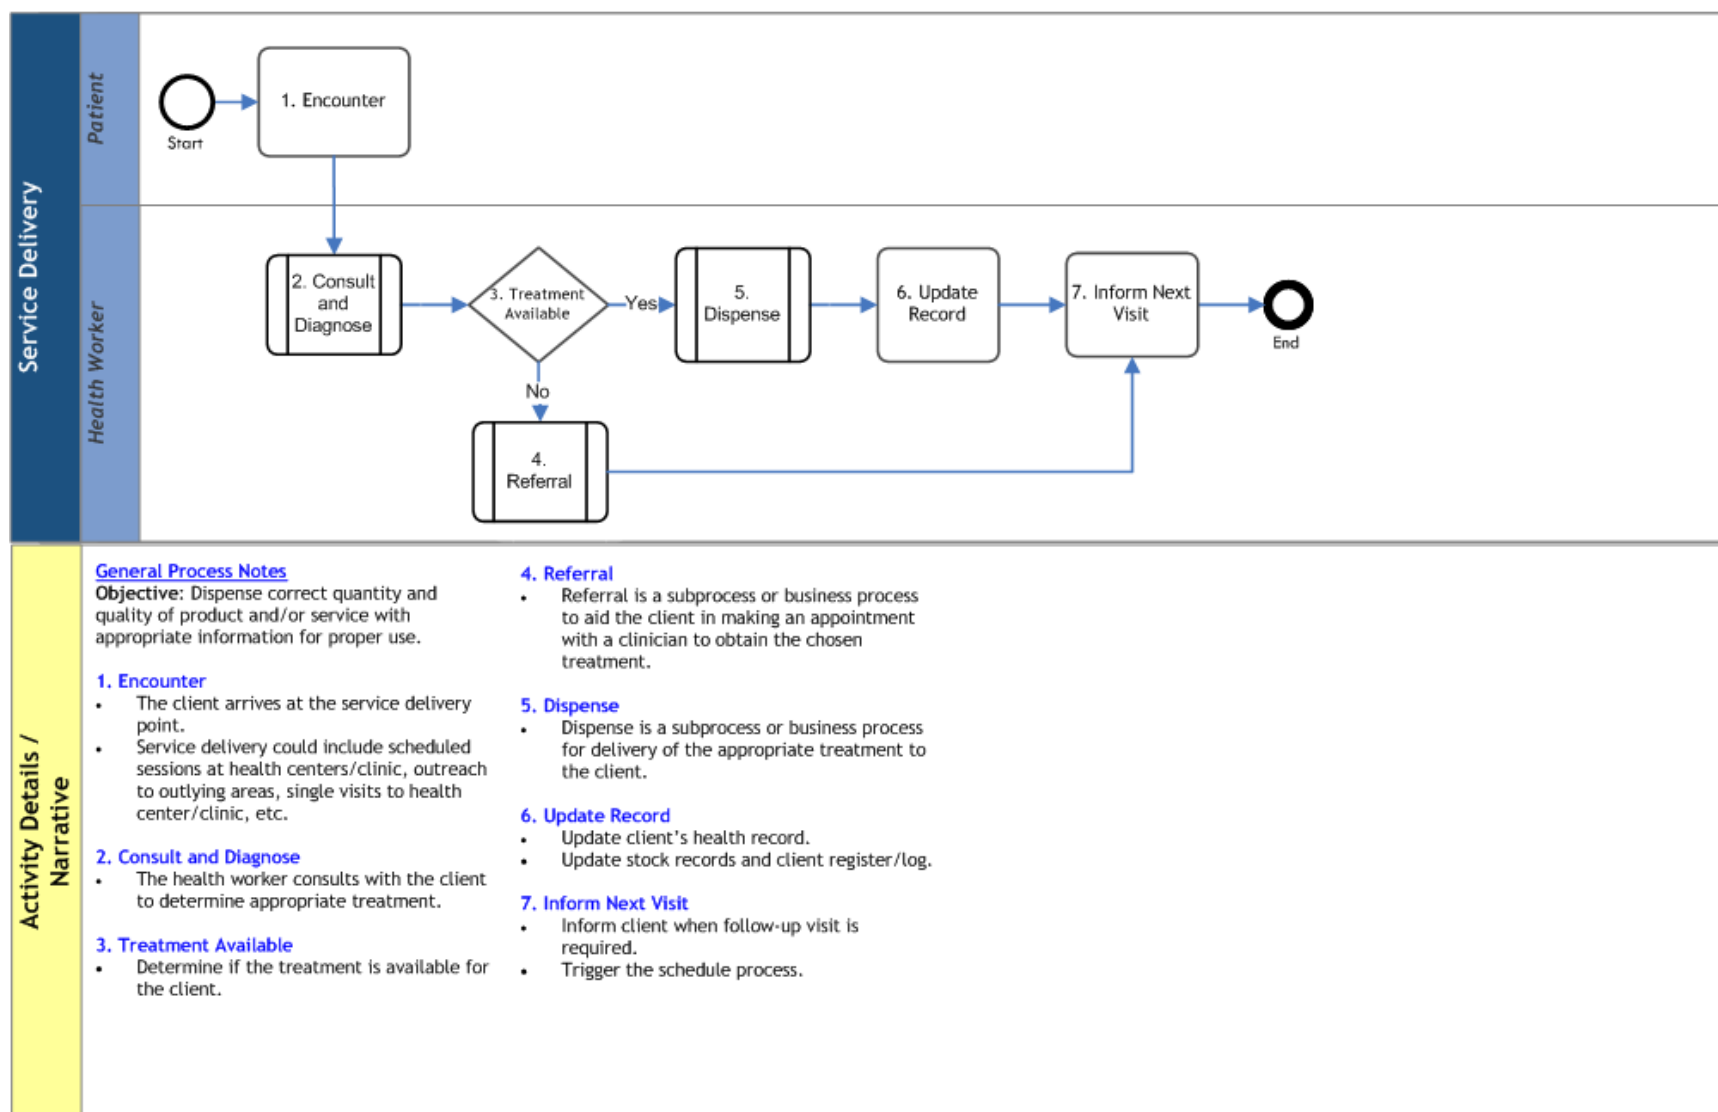 Service Delivery
Patient
Start
1. Encounter
Health Worker
2. Consult
and
Diagnose
3. Treatment
Available
Yes
No
4.
Referral
5.
Dispense
6. Update
Record
7. Inform Next
Visit
End
Activity Details /
Narrative
General Process Notes
Objective: Dispense correct quantity and
quality of product and/or service with
appropriate information for proper use.
1. Encounter
• The client arrives at the service delivery
point.
• Service delivery could include scheduled
sessions at health centers/clinic, outreach
to outlying areas, single visits to health
center/clinic, etc.
2. Consult and Diagnose
• The health worker consults with the client
to determine appropriate treatment.
3. Treatment Available
• Determine if the treatment is available for
the client.
4. Referral
• Referral is a subprocess or business process
to aid the client in making an appointment
with a clinician to obtain the chosen
treatment.
5. Dispense
• Dispense is a subprocess or business process
for delivery of the appropriate treatment to
the client.
6. Update Record
• Update client's health record.
• Update stock records and client register/log.
7. Inform Next Visit
• Inform client when follow-up visit is
required.
• Trigger the schedule process.